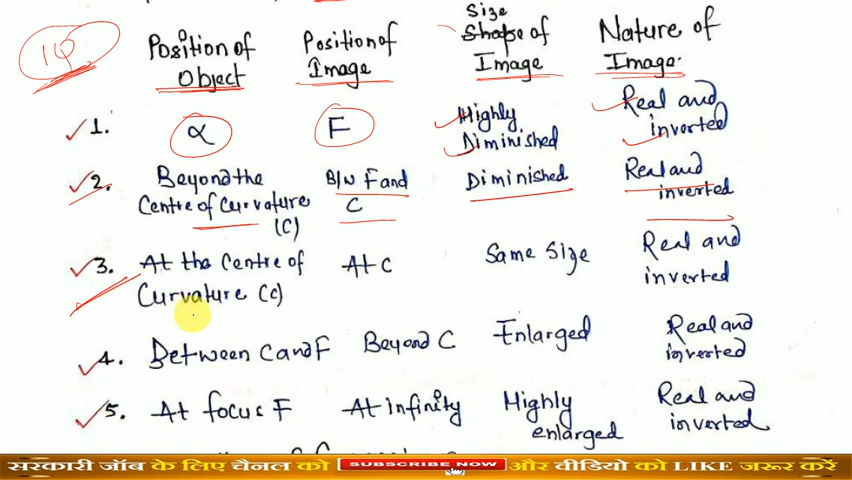 Size
Position of Position of Shape of Nature of
Object Image Image Image.
1. α F Highly Real and
Diminished inverted
2. Beyond the B/W F and Diminished Real and
Centre of Curvature C inverted
(C)
3. At the Centre of At C Same Size Real and
Curvature (C) inverted
4. Between C and F Beyond C Enlarged Real and
inverted
5. At focus F At infinity Highly Real and
enlarged inverted
सरकारी जॉब के लिए चैनल को SUBSCRIBE NOW और वीडियो को LIKE जरूर करें